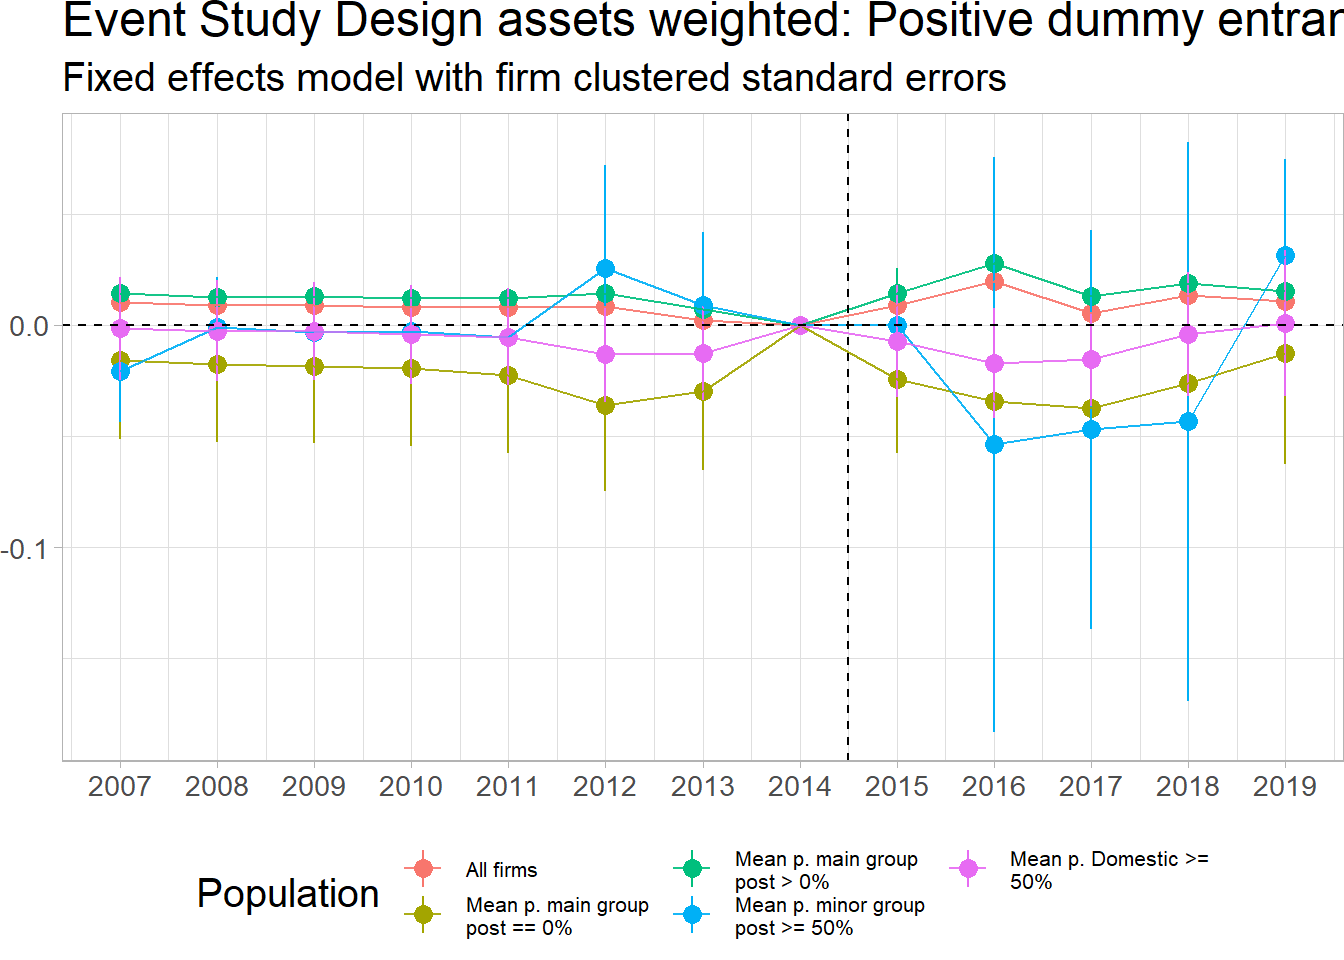 Event Study Design assets weighted: Positive dummy entran
Fixed effects model with firm clustered standard errors
0.0
-0.1
2007 2008 2009 2010 2011 2012 2013 2014 2015 2016 2017 2018 2019
Population
All firms
Mean p. main group
post == 0%
Mean p. main group
post > 0%
Mean p. minor group
post >= 50%
Mean p. Domestic >=
50%